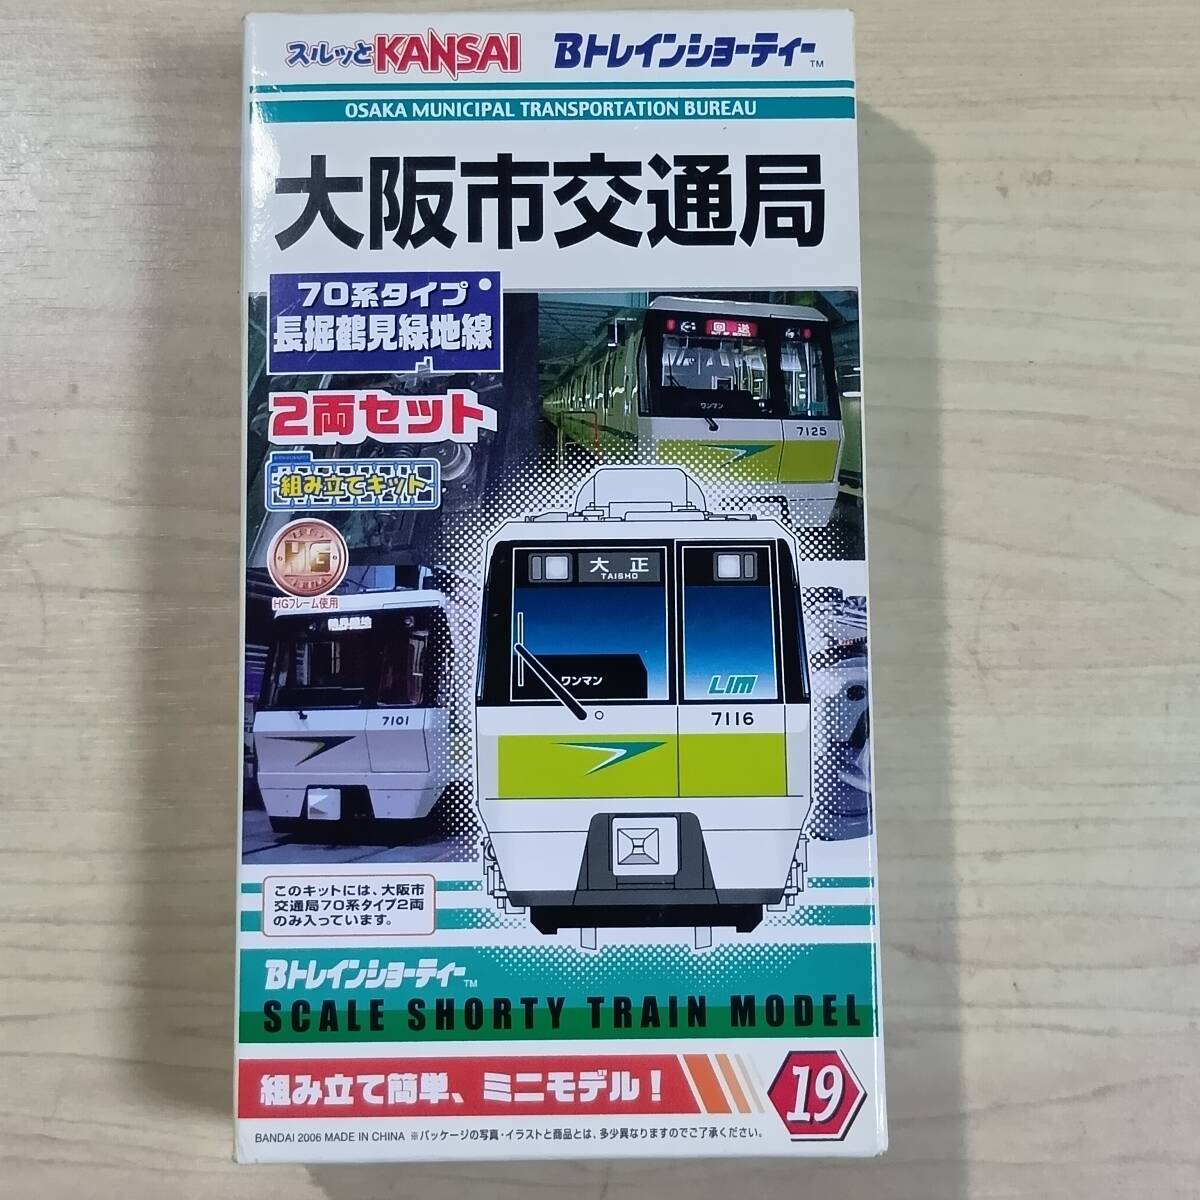 スルッとKANSAI BトレインショーティーTM
OSAKA MUNICIPAL TRANSPORTATION BUREAU
大阪市交通局
70系タイプ
長掘鶴見緑地線
2両セット
組み立てキット
HG
HGフレーム使用
回送
OUT OF SERVICE
ワンマン
7125
大正
TAISHO
ワンマン
LIM
7116
7101
このキットには、大阪市
交通局70系タイプ2両
のみ入っています。
BトレインショーティーTM
SCALE SHORTY TRAIN MODEL
組み立て簡単、ミニモデル!
19
BANDAI 2006 MADE IN CHINA ※パッケージの写真・イラストと商品とは、多少異なりますのでご了承ください。